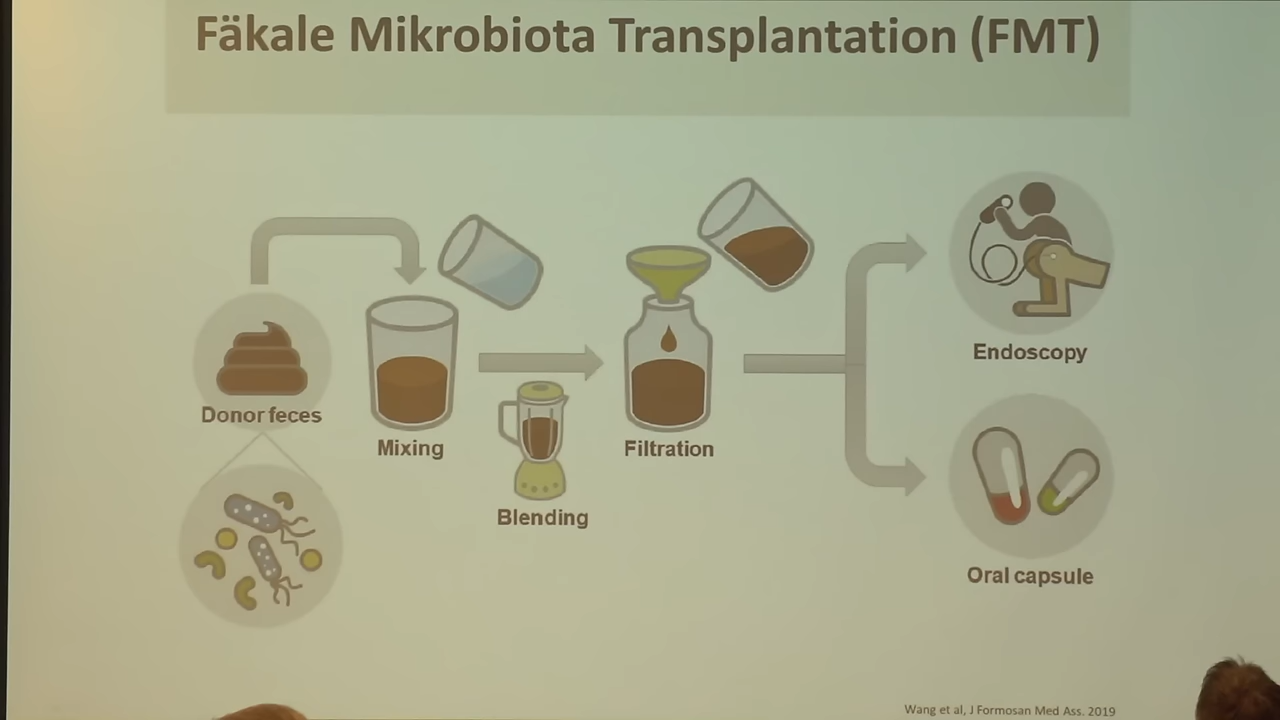 Fäkale Mikrobiota Transplantation (FMT)
Donor feces
Mixing
Blending
Filtration
Endoscopy
Oral capsule
Wang et al, J Formosan Med Ass. 2019